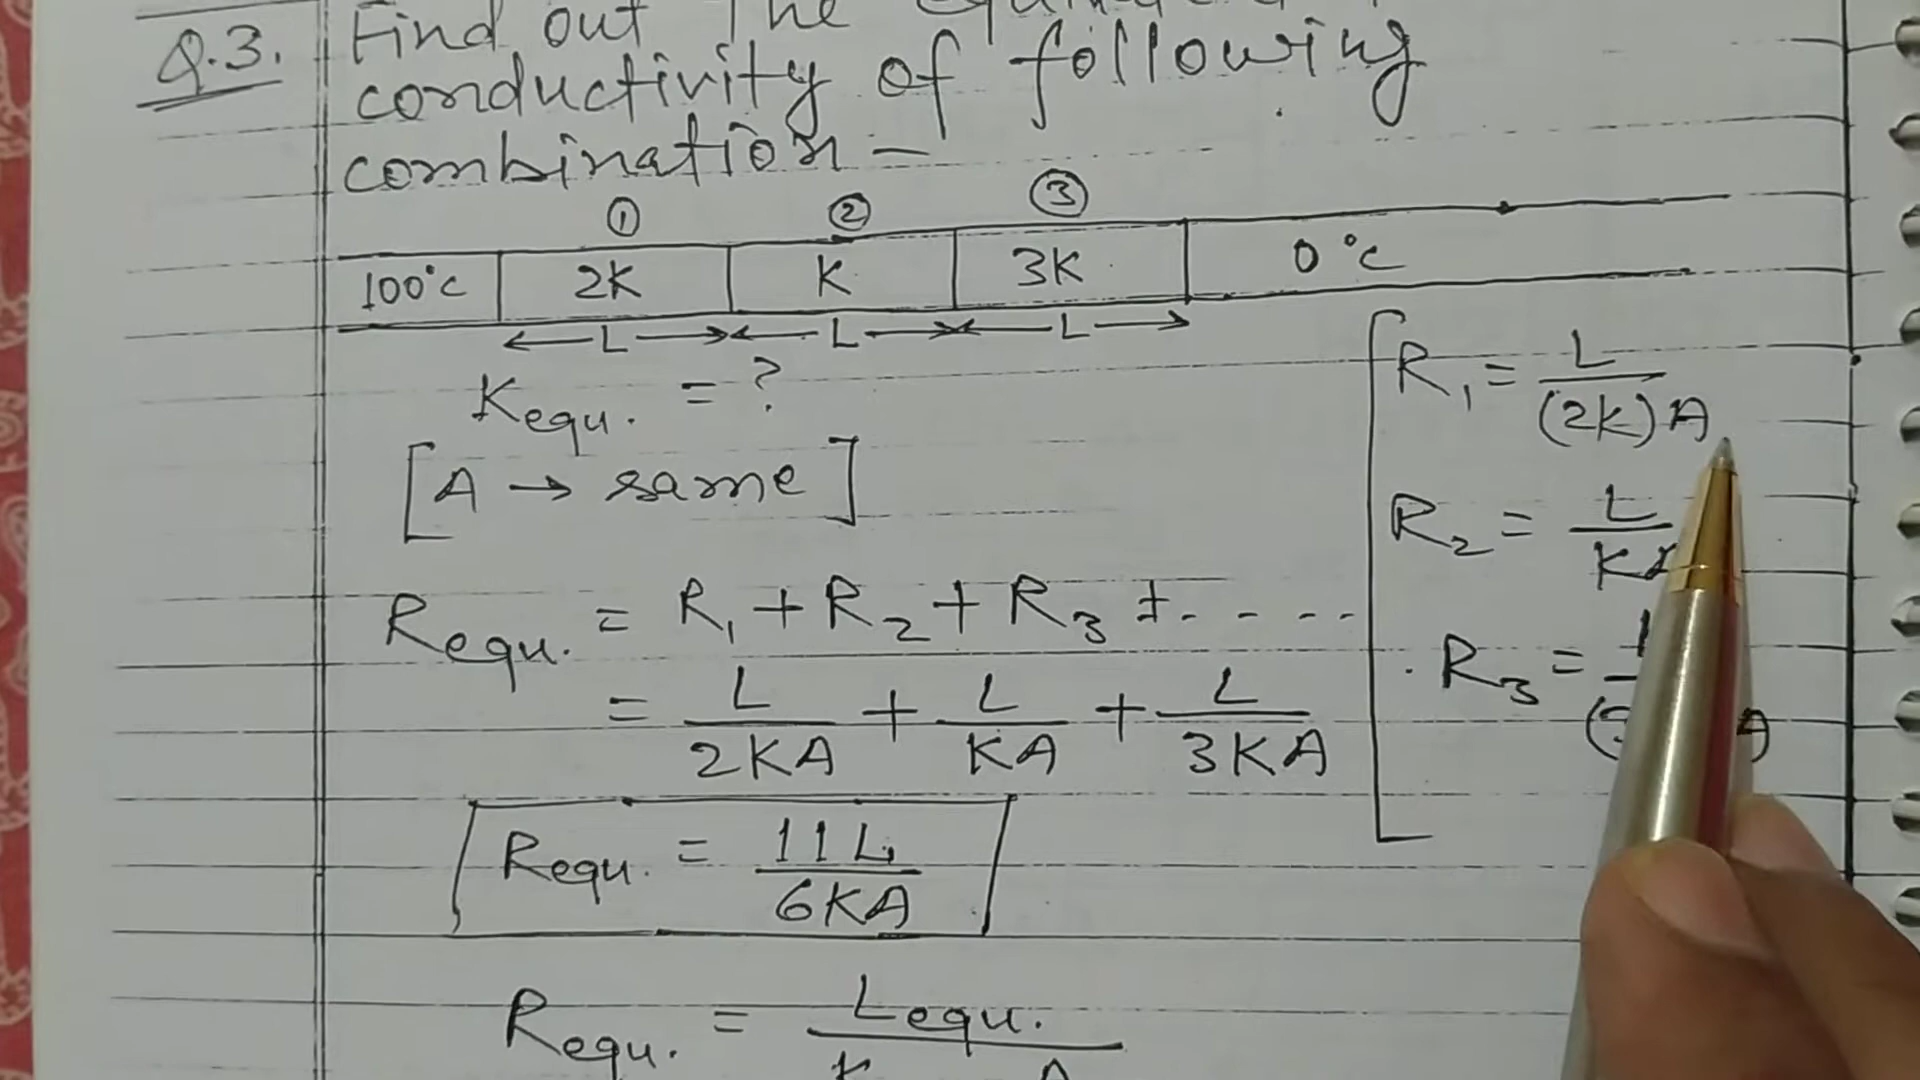 Q.3. Find out The
conductivity of following
combination -
① ② ③
100°C 2K K 3K 0°C
L L L
Kequ. = ?
[A → same]
R₁ = L/(2K)A
R₂ = L/K
R₃ =
Requ. = R₁ + R₂ + R₃ + - - - -
= L/2KA + L/KA + L/3KA
Requ. = 11L/6KA
Requ. = Lequ.